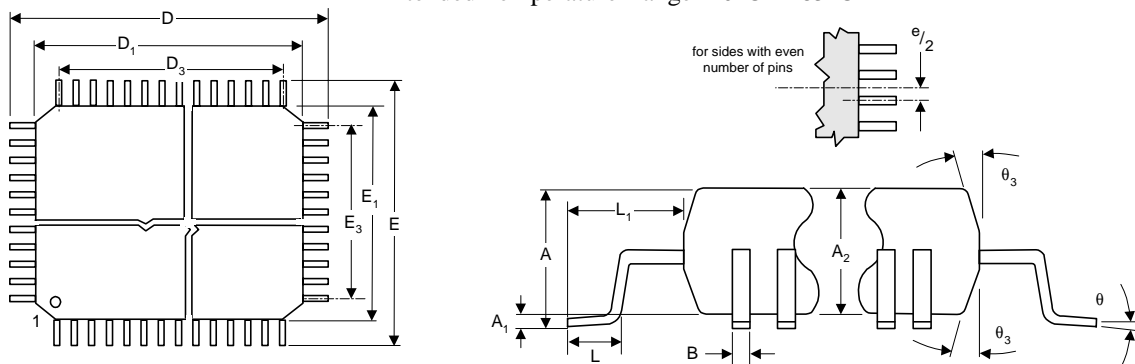 D
D1
D3
E3
E1
E
1
for sides with even
number of pins
e/2
θ3
L1
A
A2
A1
L
B
θ
θ3